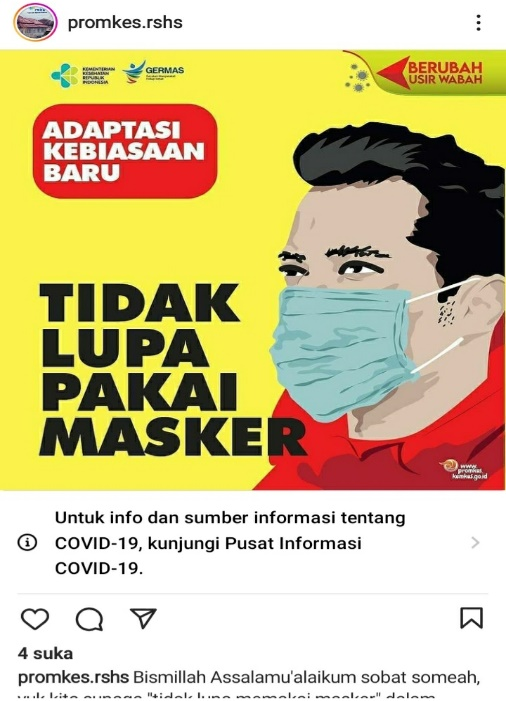 promkes.rshs
KEMENTERIAN
KESEHATAN
REPUBLIK
INDONESIA
GERMAS
BERUBAH
USIR WABAH
ADAPTASI
KEBIASAAN
BARU
TIDAK
LUPA
PAKAI
MASKER
www.
promkes.
kemkes.go.id
Untuk info dan sumber informasi tentang
COVID-19, kunjungi Pusat Informasi
COVID-19.
4 suka
promkes.rshs Bismillah Assalamu'alaikum sobat someah,